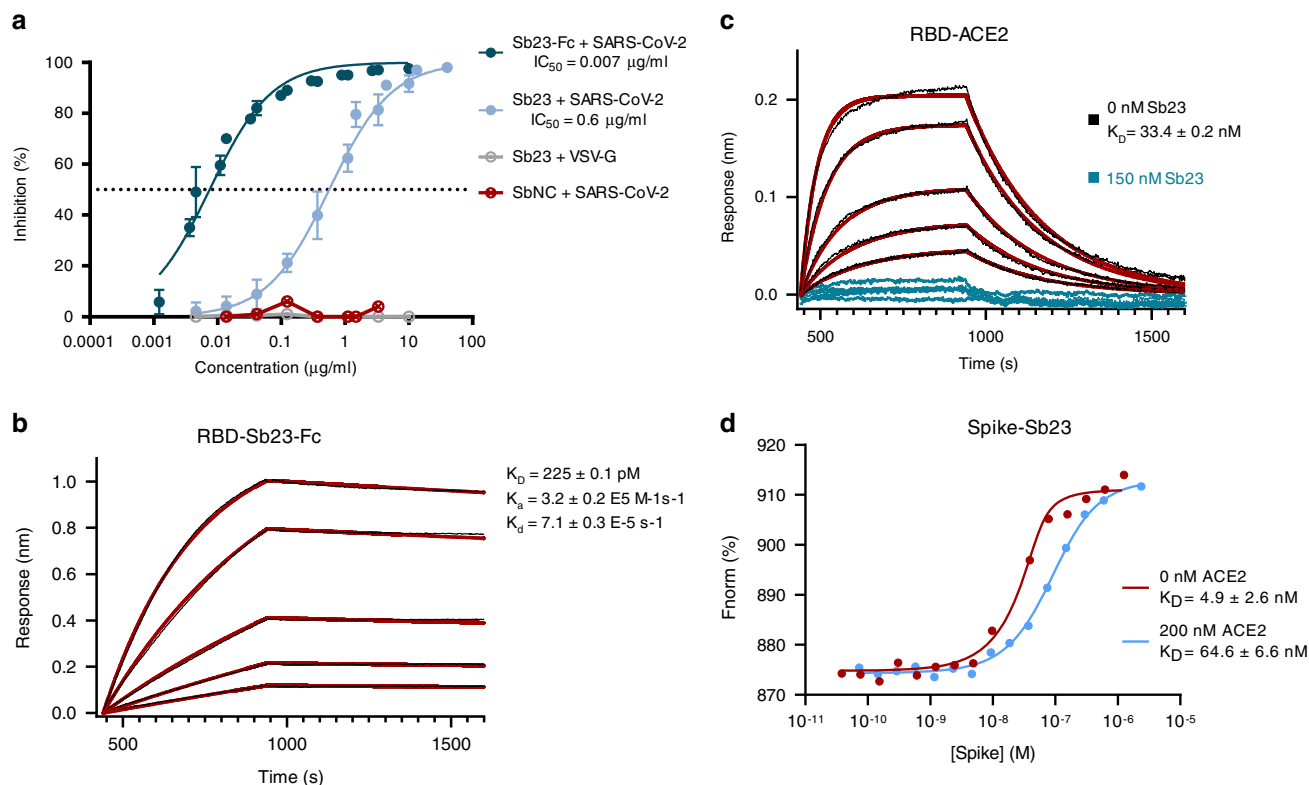 a
100
80
60
40
20
0
Inhibition (%)
0.0001
0.001
0.01
0.1
1
10
100
Concentration (μg/ml)
Sb23-Fc + SARS-CoV-2
IC50 = 0.007 μg/ml
Sb23 + SARS-CoV-2
IC50 = 0.6 μg/ml
Sb23 + VSV-G
SbNC + SARS-CoV-2
b
RBD-Sb23-Fc
1.0
0.8
0.6
0.4
0.2
0.0
Response (nm)
500
1000
1500
Time (s)
KD = 225 ± 0.1 pM
Ka = 3.2 ± 0.2 E5 M-1s-1
Kd = 7.1 ± 0.3 E-5 s-1
c
RBD-ACE2
0.2
0.1
0.0
Response (nm)
500
1000
1500
Time (s)
0 nM Sb23
KD= 33.4 ± 0.2 nM
150 nM Sb23
d
Spike-Sb23
920
910
900
890
880
870
Fnorm (%)
10-11
10-10
10-9
10-8
10-7
10-6
10-5
[Spike] (M)
0 nM ACE2
KD= 4.9 ± 2.6 nM
200 nM ACE2
KD= 64.6 ± 6.6 nM